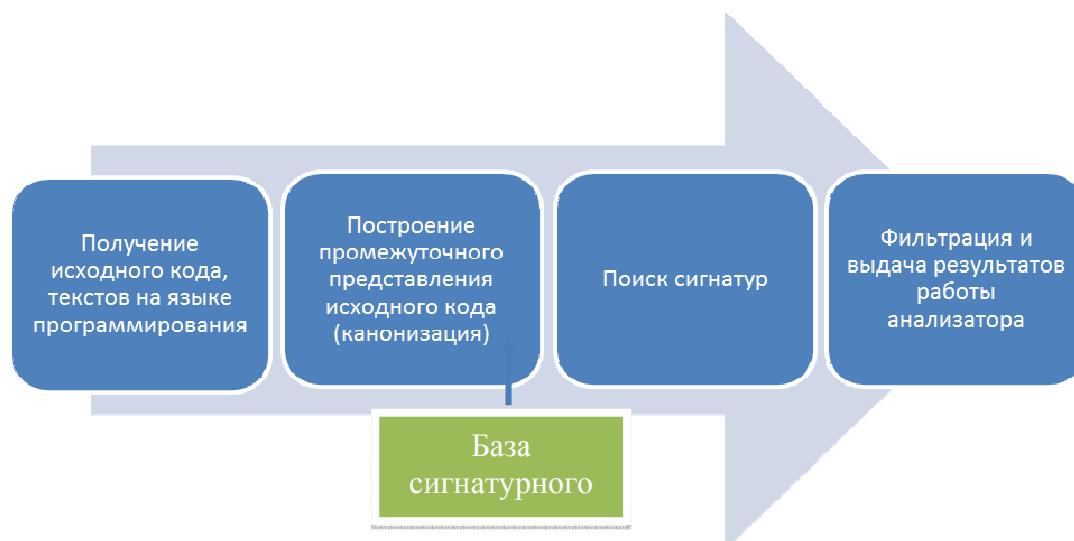 Получение
исходного кода,
текстов на языке
программирования
Построение
промежуточного
представления
исходного кода
(канонизация)
Поиск сигнатур
Фильтрация и
выдача результатов
работы
анализатора
База
сигнатурного